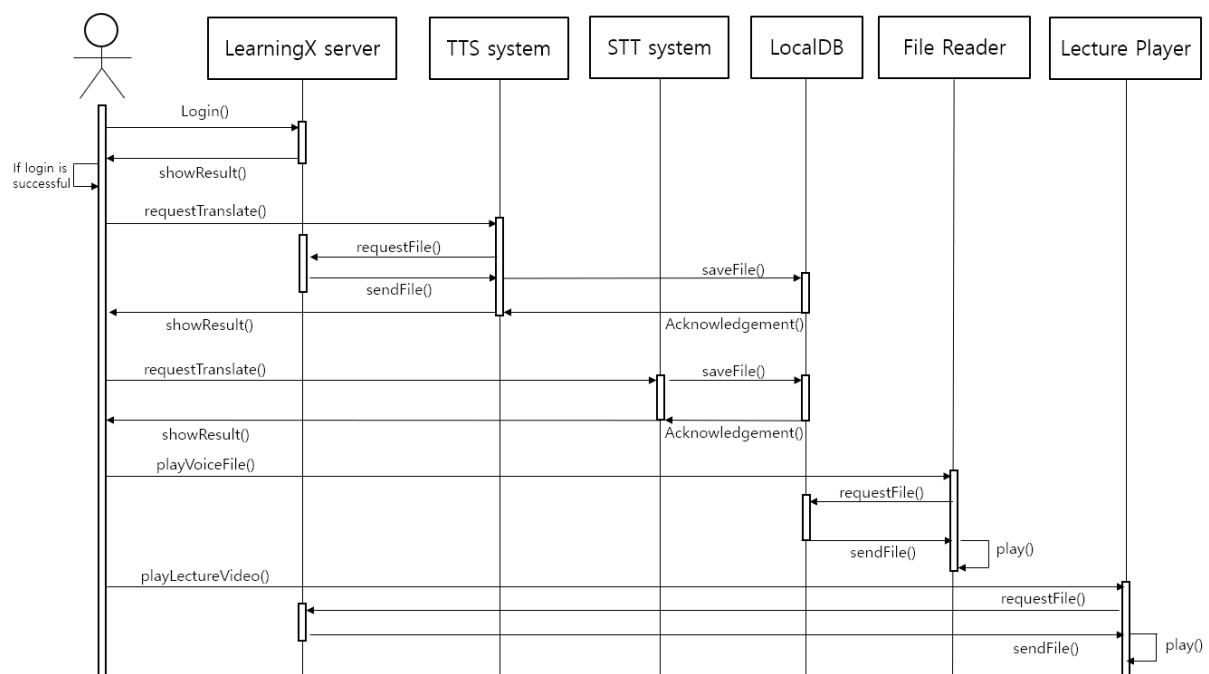 LearningX server
TTS system
STT system
LocalDB
File Reader
Lecture Player
Login()
showResult()
If login is
successful
requestTranslate()
requestFile()
saveFile()
sendFile()
showResult()
Acknowledgement()
requestTranslate()
saveFile()
showResult()
Acknowledgement()
playVoiceFile()
requestFile()
sendFile()
play()
playLectureVideo()
requestFile()
sendFile()
play()